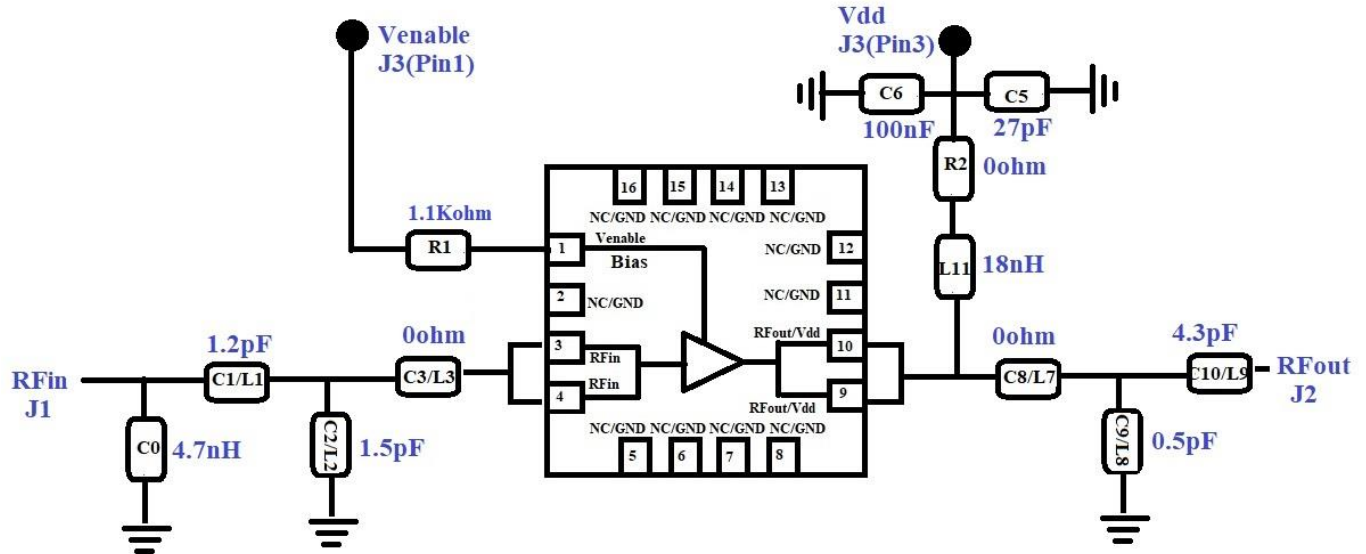 Venable
J3(Pin1)
Vdd
J3(Pin3)
C6
C5
100nF
27pF
R2
0ohm
16
15
14
13
NC/GND NC/GND NC/GND NC/GND
1.1Kohm
R1
1
Venable
Bias
NC/GND
12
L11
18nH
2
NC/GND
NC/GND
11
0ohm
3
RFin
RFout/Vdd
10
0ohm
4.3pF
1.2pF
RFin
J1
C1/L1
C3/L3
4
RFin
9
RFout/Vdd
C8/L7
C10/L9
RFout
J2
C0
4.7nH
C2/L2
1.5pF
NC/GND NC/GND NC/GND NC/GND
5
6
7
8
C9/L8
0.5pF